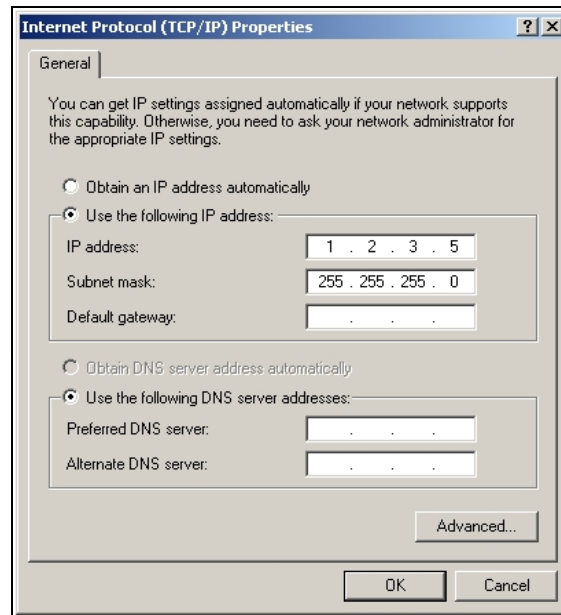 Internet Protocol (TCP/IP) Properties
General
You can get IP settings assigned automatically if your network supports
this capability. Otherwise, you need to ask your network administrator for
the appropriate IP settings.
Obtain an IP address automatically
Use the following IP address:
IP address: 1 . 2 . 3 . 5
Subnet mask: 255 . 255 . 255 . 0
Default gateway: . . .
Obtain DNS server address automatically
Use the following DNS server addresses:
Preferred DNS server: . . .
Alternate DNS server: . . .
Advanced...
OK Cancel